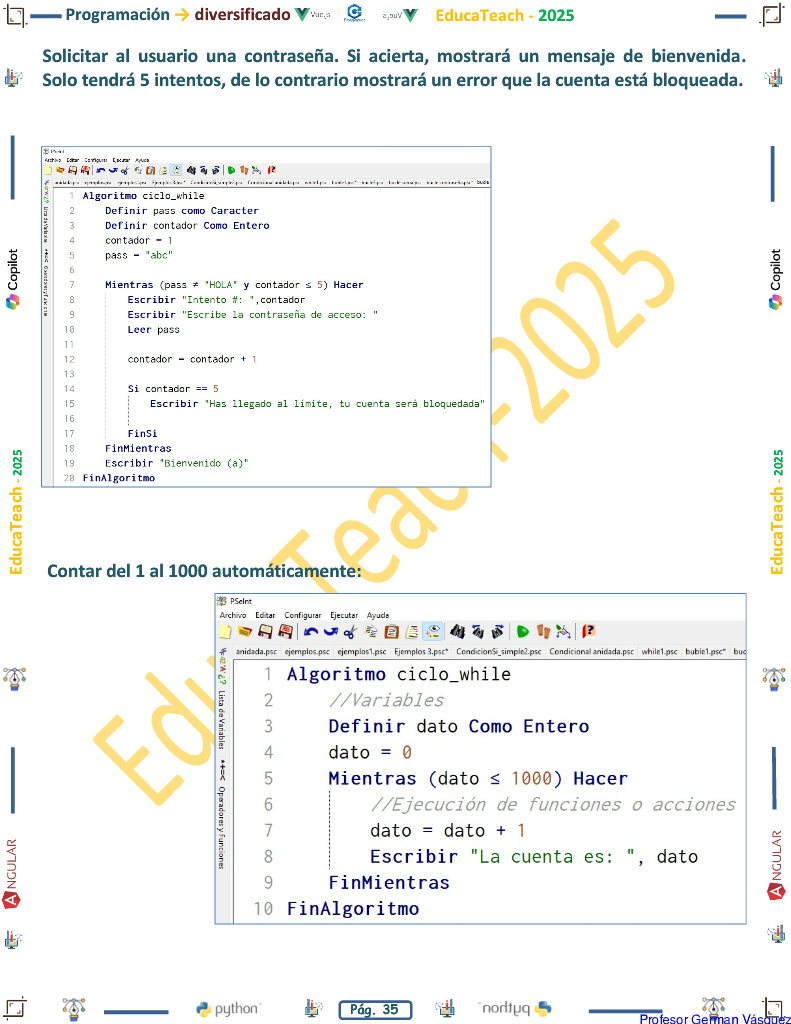 Programación → diversificado Vue.js EducaTeach - 2025
Solicitar al usuario una contraseña. Si acierta, mostrará un mensaje de bienvenida.
Solo tendrá 5 intentos, de lo contrario mostrará un error que la cuenta está bloqueada.
PSeInt
Archivo Editar Configurar Ejecutar Ayuda
1 Algoritmo ciclo_while
2 Definir pass como Caracter
3 Definir contador Como Entero
4 contador = 1
5 pass = "abc"
6
7 Mientras (pass ≠ "HOLA" y contador ≤ 5) Hacer
8 Escribir "Intento #: ",contador
9 Escribir "Escribe la contraseña de acceso: "
10 Leer pass
11
12 contador = contador + 1
13
14 Si contador == 5
15 Escribir "Has llegado al límite, tu cuenta será bloquedada"
16
17 FinSi
18 FinMientras
19 Escribir "Bienvenido (a)"
20 FinAlgoritmo
Contar del 1 al 1000 automáticamente:
PSeInt
Archivo Editar Configurar Ejecutar Ayuda
anidada.psc ejemplos.psc ejemplos1.psc Ejemplos 3.psc* CondicionSi_simple2.psc Condicional anidada.psc while1.psc buble1.psc* buc
Lista de Variables
Operadores y Funciones
1 Algoritmo ciclo_while
2 //Variables
3 Definir dato Como Entero
4 dato = 0
5 Mientras (dato ≤ 1000) Hacer
6 //Ejecución de funciones o acciones
7 dato = dato + 1
8 Escribir "La cuenta es: ", dato
9 FinMientras
10 FinAlgoritmo
EducaTeach-2025
Copilot
EducaTeach - 2025
ANGULAR
Copilot
EducaTeach - 2025
ANGULAR
python
Pág. 35
python
Profesor German Vásquez